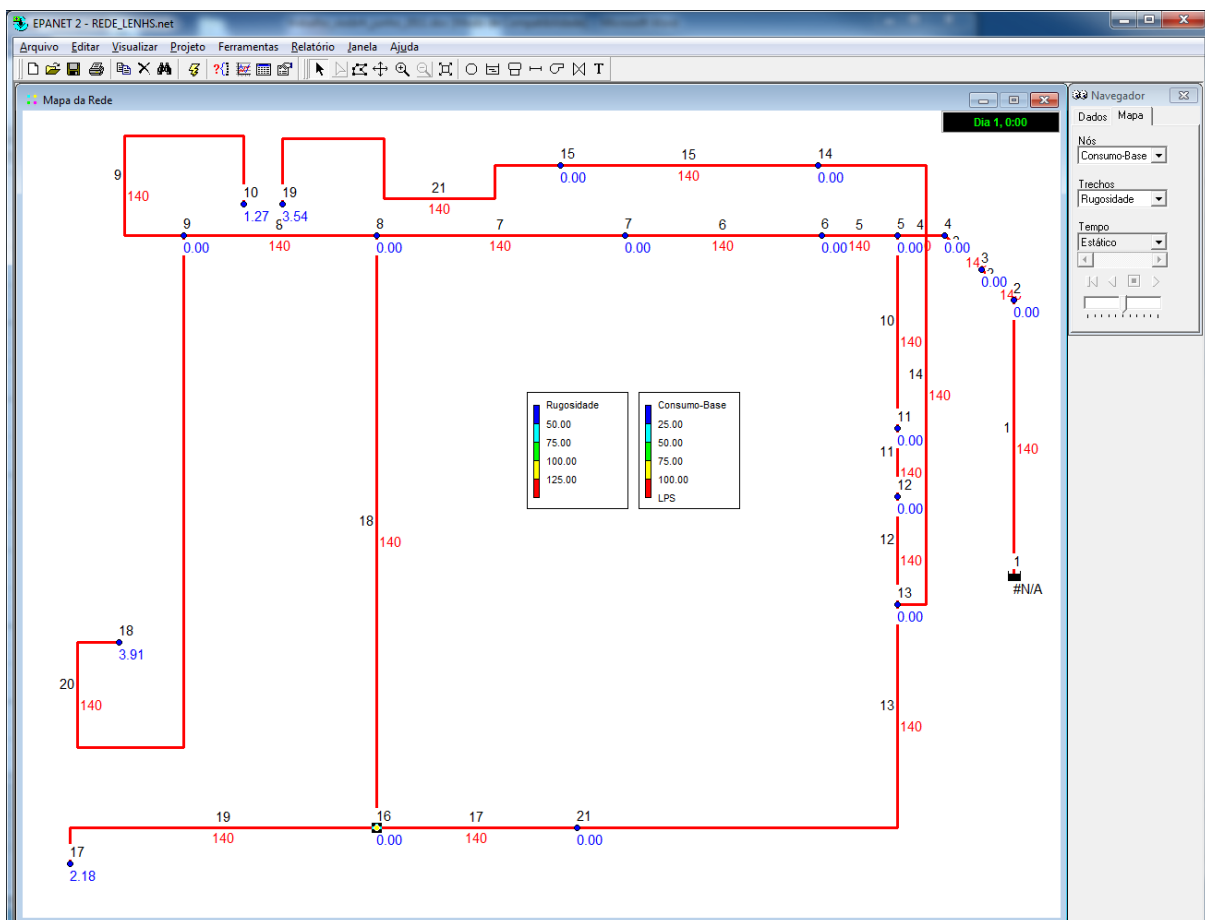 EPANET 2 - REDE_LENHS.net
Arquivo Editar Visualizar Projeto Ferramentas Relatório Janela Ajuda
T
Mapa da Rede
Dia 1, 0:00
Navegador
Dados Mapa
Nós
Consumo-Base
Trechos
Rugosidade
Tempo
Estático
15 15 14
0.00 140 0.00
9
140
10 19
1.27 3.54
21
140
9 8 8 7 7 6 6 5 5 4 4
0.00 140 0.00 140 0.00 140 0.00 140 0.00 0.00
3
0.00
2
0.00
10
140
14
140
11
0.00
1
140
11
140
12
0.00
12
140
1
#N/A
13
0.00
Rugosidade
50.00
75.00
100.00
125.00
Consumo-Base
25.00
50.00
75.00
100.00
LPS
18
140
18
3.91
20
140
13
140
19 16 17 21
140 0.00 140 0.00
17
2.18